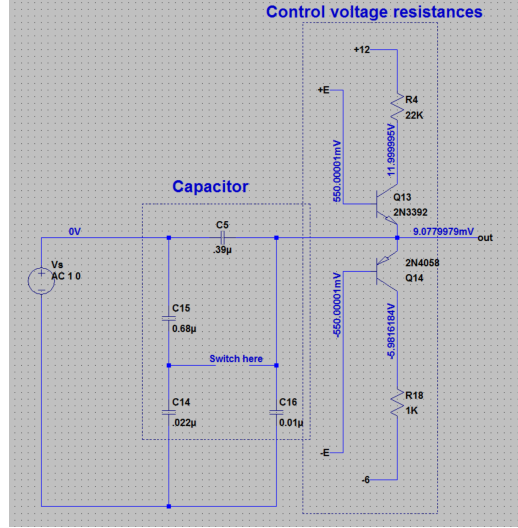 Control voltage resistances
+12
+E
R4
22K
550.00001mV
11.999995V
Capacitor
Q13
2N3392
C5
0V
9.0779979mV
out
.39µ
Vs
AC 1 0
2N4058
Q14
-550.00001mV
-5.9816184V
C15
0.68µ
Switch here
C14
.022µ
C16
0.01µ
R18
1K
-E
-6